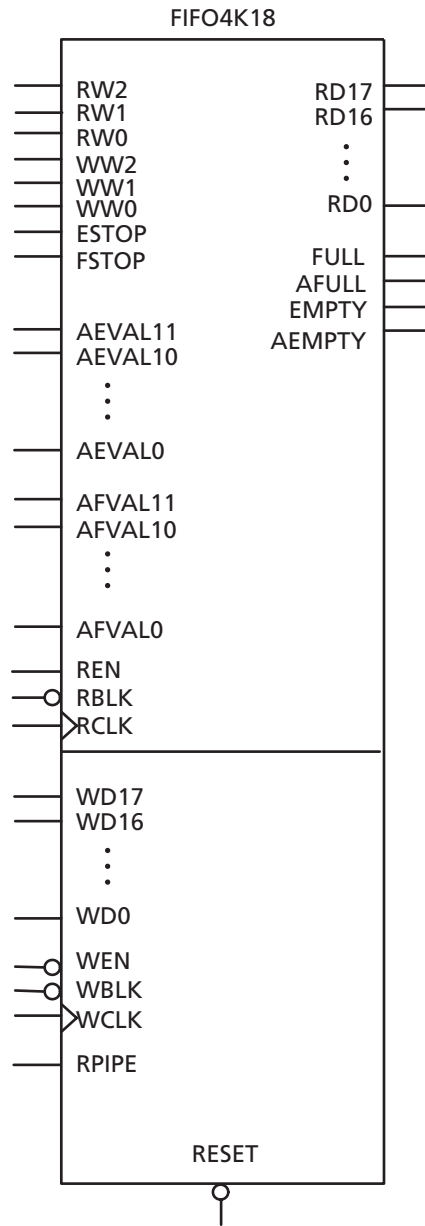 FIFO4K18
RW2
RW1
RW0
WW2
WW1
WW0
ESTOP
FSTOP
AEVAL11
AEVAL10
AEVAL0
AFVAL11
AFVAL10
AFVAL0
REN
RBLK
RCLK
RD17
RD16
RD0
FULL
AFULL
EMPTY
AEMPTY
WD17
WD16
WD0
WEN
WBLK
WCLK
RPIPE
RESET